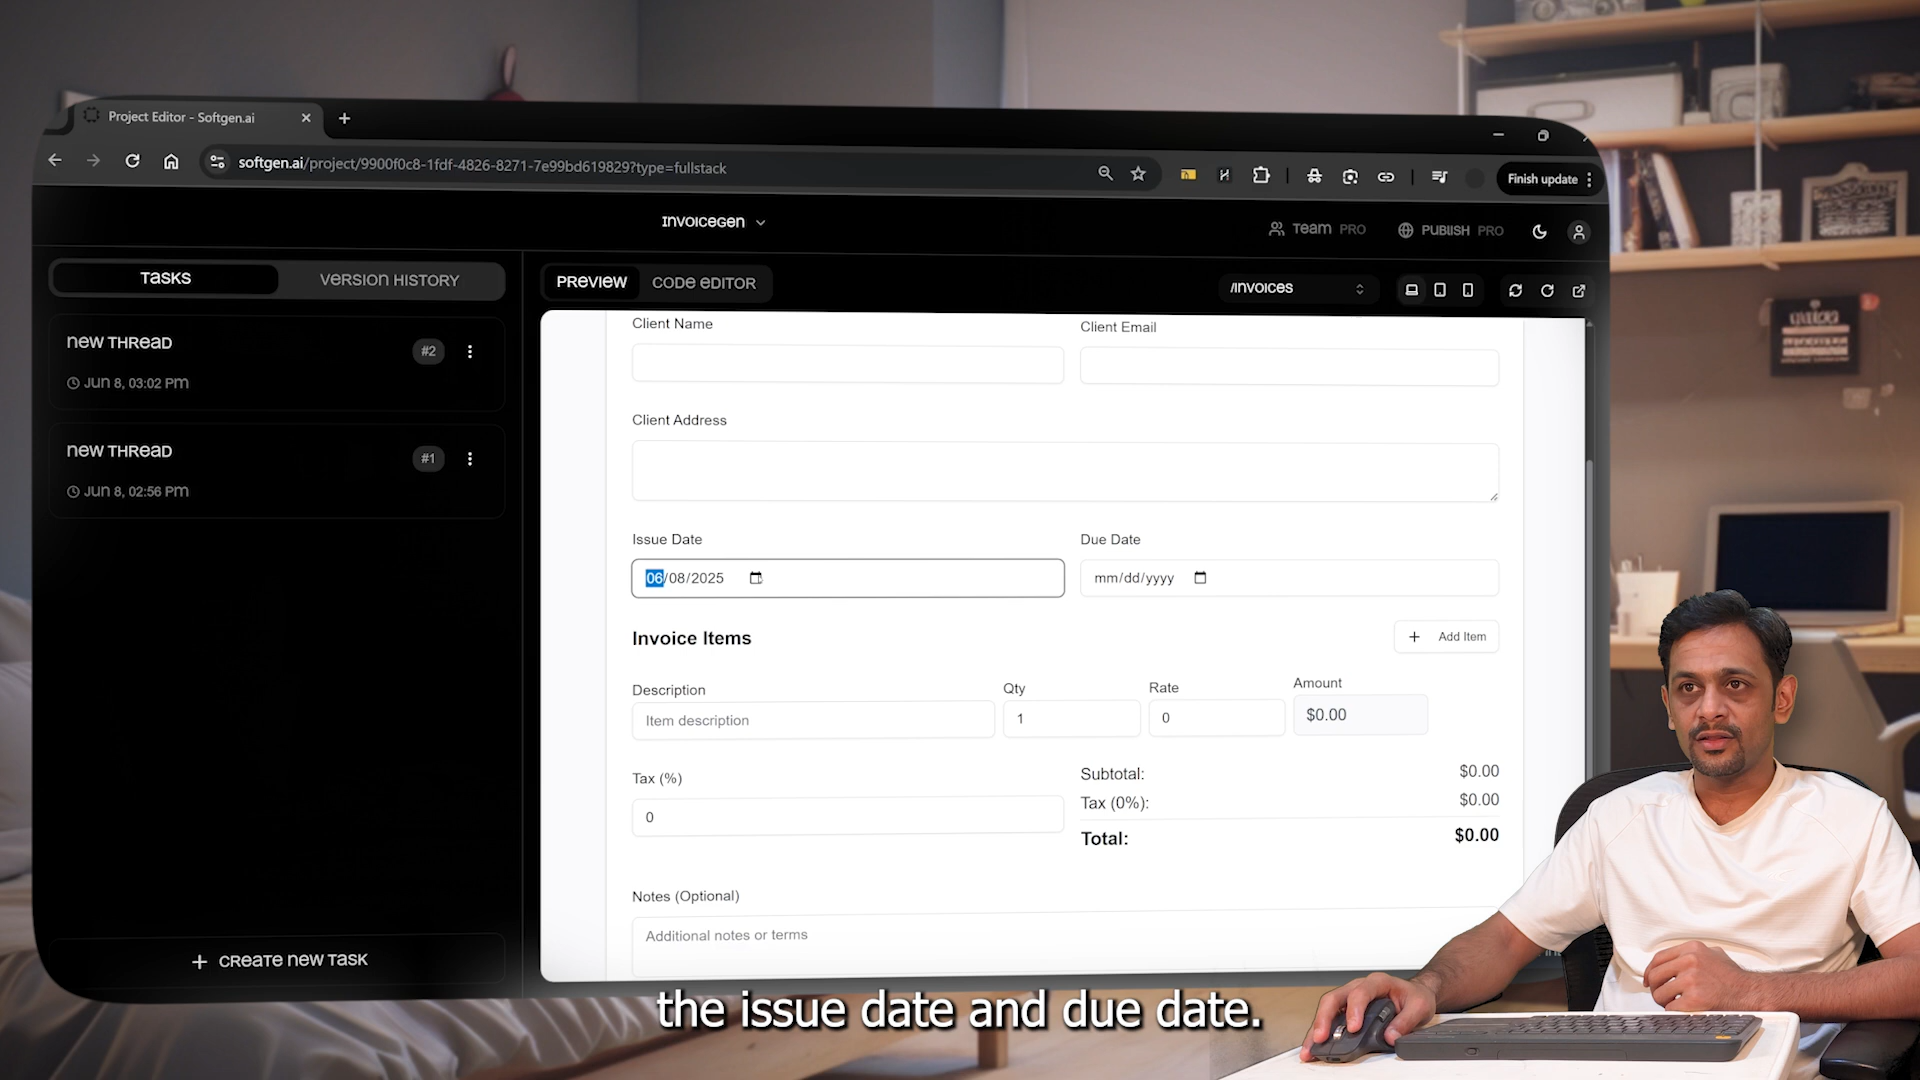 Project Editor - Softgen.ai
softgen.ai/project/9900f0c8-1fdf-4826-8271-7e99bd619829?type=fullstack
Finish update
INVOICEGEN
Team PRO
PUBLISH PRO
TASKS
VERSION HISTORY
PREVIEW
CODE EDITOR
/INVOICES
new THREAD
#2
Jun 8, 03:02 PM
new THREAD
#1
Jun 8, 02:56 PM
+ CREATE new TASK
Client Name
Client Email
Client Address
Issue Date
Due Date
06/08/2025
mm/dd/yyyy
Invoice Items
+ Add Item
Description
Qty
Rate
Amount
Item description
1
0
$0.00
Tax (%)
0
Subtotal:
$0.00
Tax (0%):
$0.00
Total:
$0.00
Notes (Optional)
Additional notes or terms
the issue date and due date.